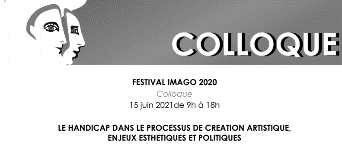 COLLOQUE
FESTIVAL IMAGO 2020
Colloque
15 juin 2021de 9h à 18h
LE HANDICAP DANS LE PROCESSUS DE CREATION ARTISTIQUE,
ENJEUX ESTHETIQUES ET POLITIQUES